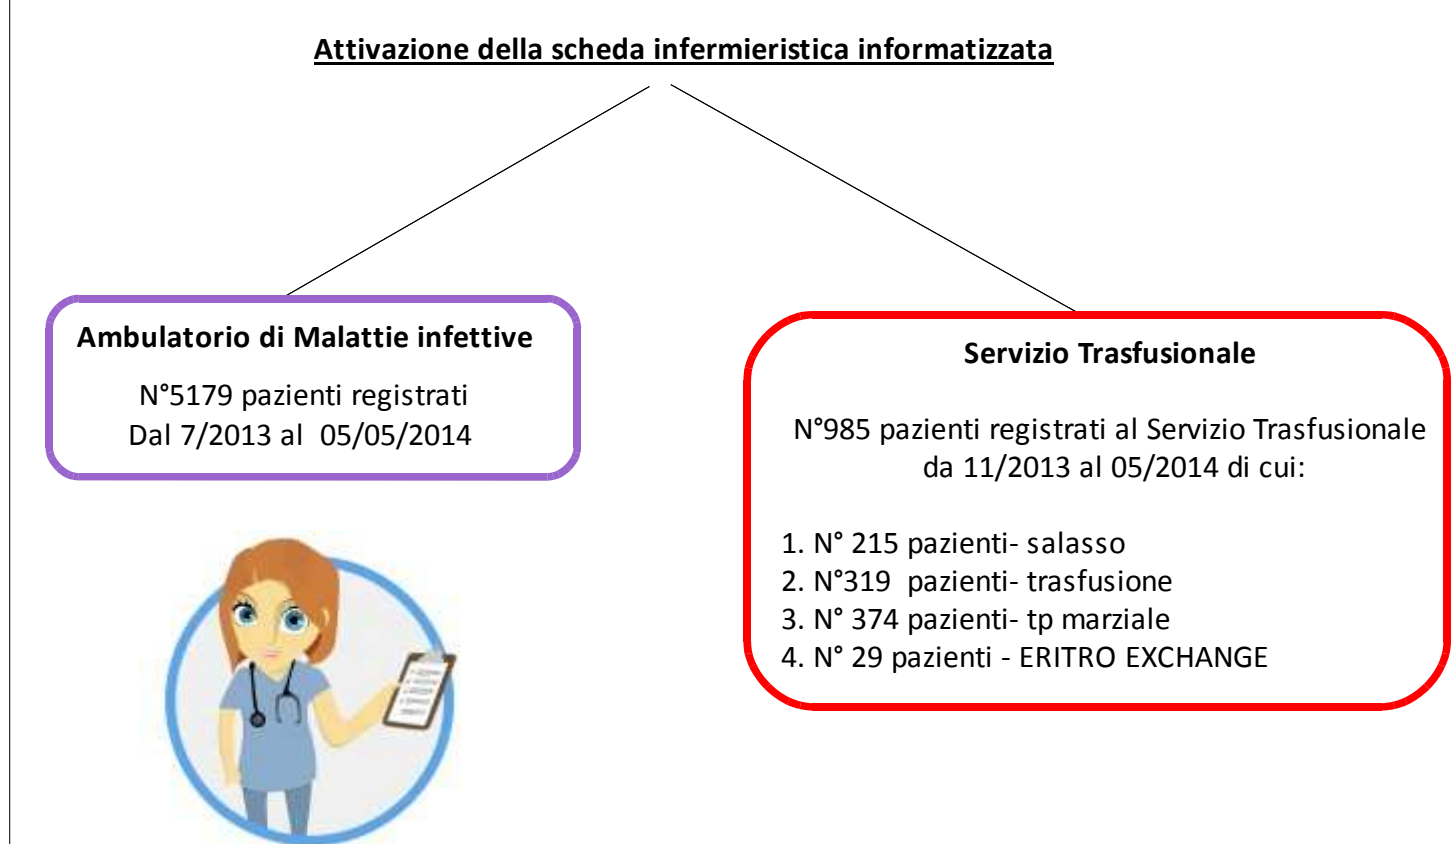 Attivazione della scheda infermieristica informatizzata
Ambulatorio di Malattie infettive
N°5179 pazienti registrati
Dal 7/2013 al  05/05/2014
Servizio Trasfusionale
N°985 pazienti registrati al Servizio Trasfusionale
da 11/2013 al 05/2014 di cui:
1. N° 215 pazienti- salasso
2. N°319  pazienti- trasfusione
3. N° 374 pazienti- tp marziale
4. N° 29 pazienti - ERITRO EXCHANGE